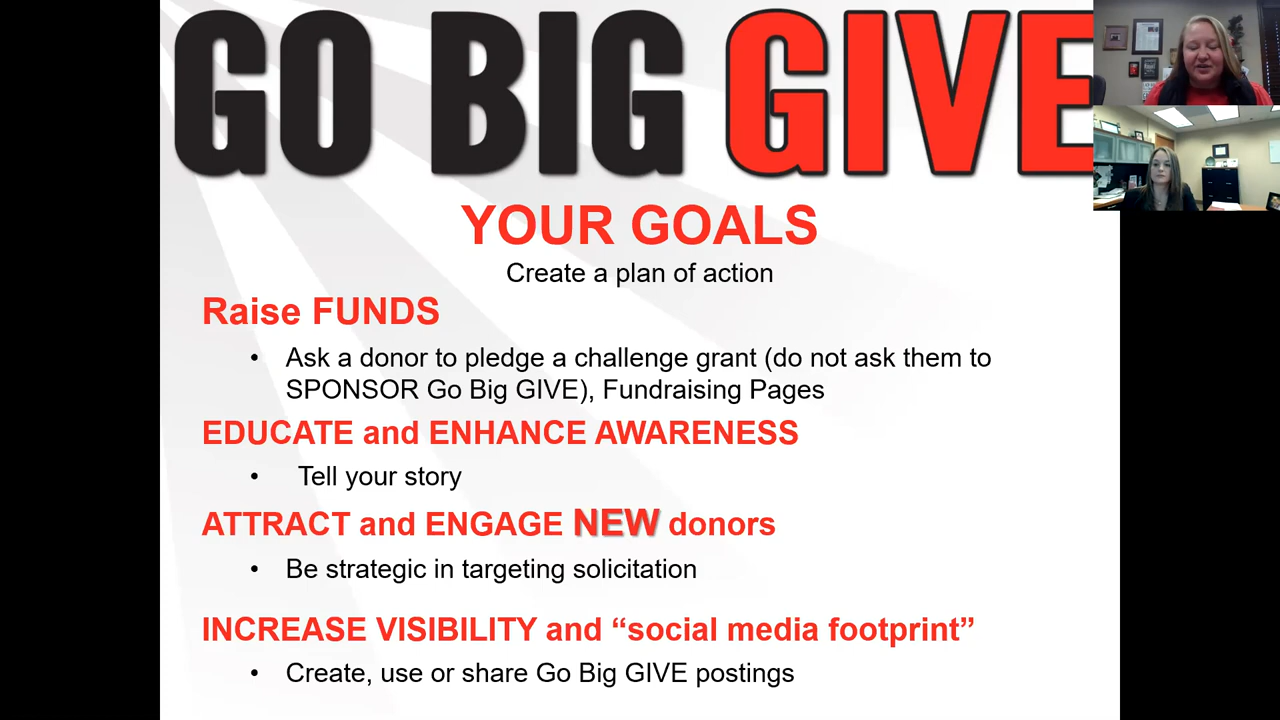 GO BIG GIVE
YOUR GOALS
Create a plan of action
Raise FUNDS
• Ask a donor to pledge a challenge grant (do not ask them to
SPONSOR Go Big GIVE), Fundraising Pages
EDUCATE and ENHANCE AWARENESS
• Tell your story
ATTRACT and ENGAGE NEW donors
• Be strategic in targeting solicitation
INCREASE VISIBILITY and “social media footprint”
• Create, use or share Go Big GIVE postings